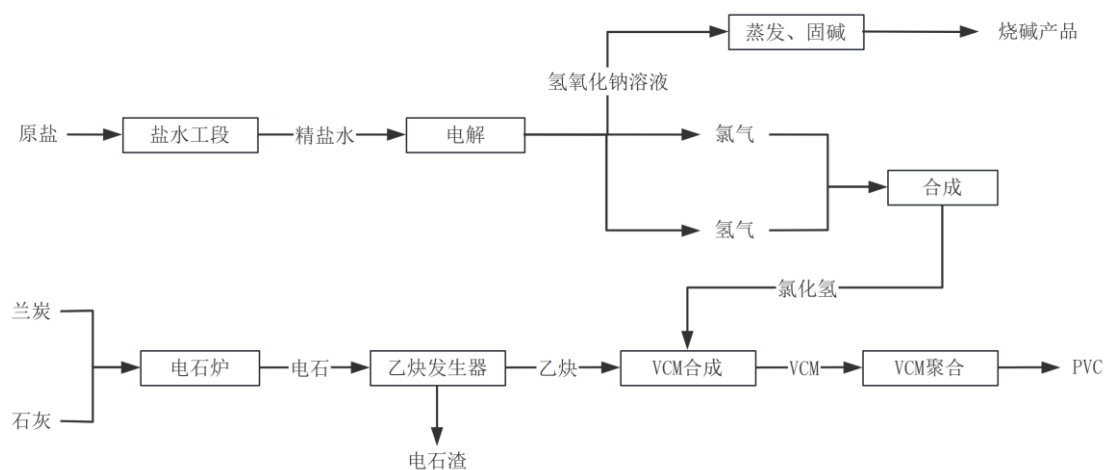 蒸发、固碱
烧碱产品
氢氧化钠溶液
原盐
盐水工段
精盐水
电解
氯气
合成
氢气
氯化氢
兰炭
电石炉
电石
乙炔发生器
乙炔
VCM合成
VCM
VCM聚合
PVC
石灰
电石渣